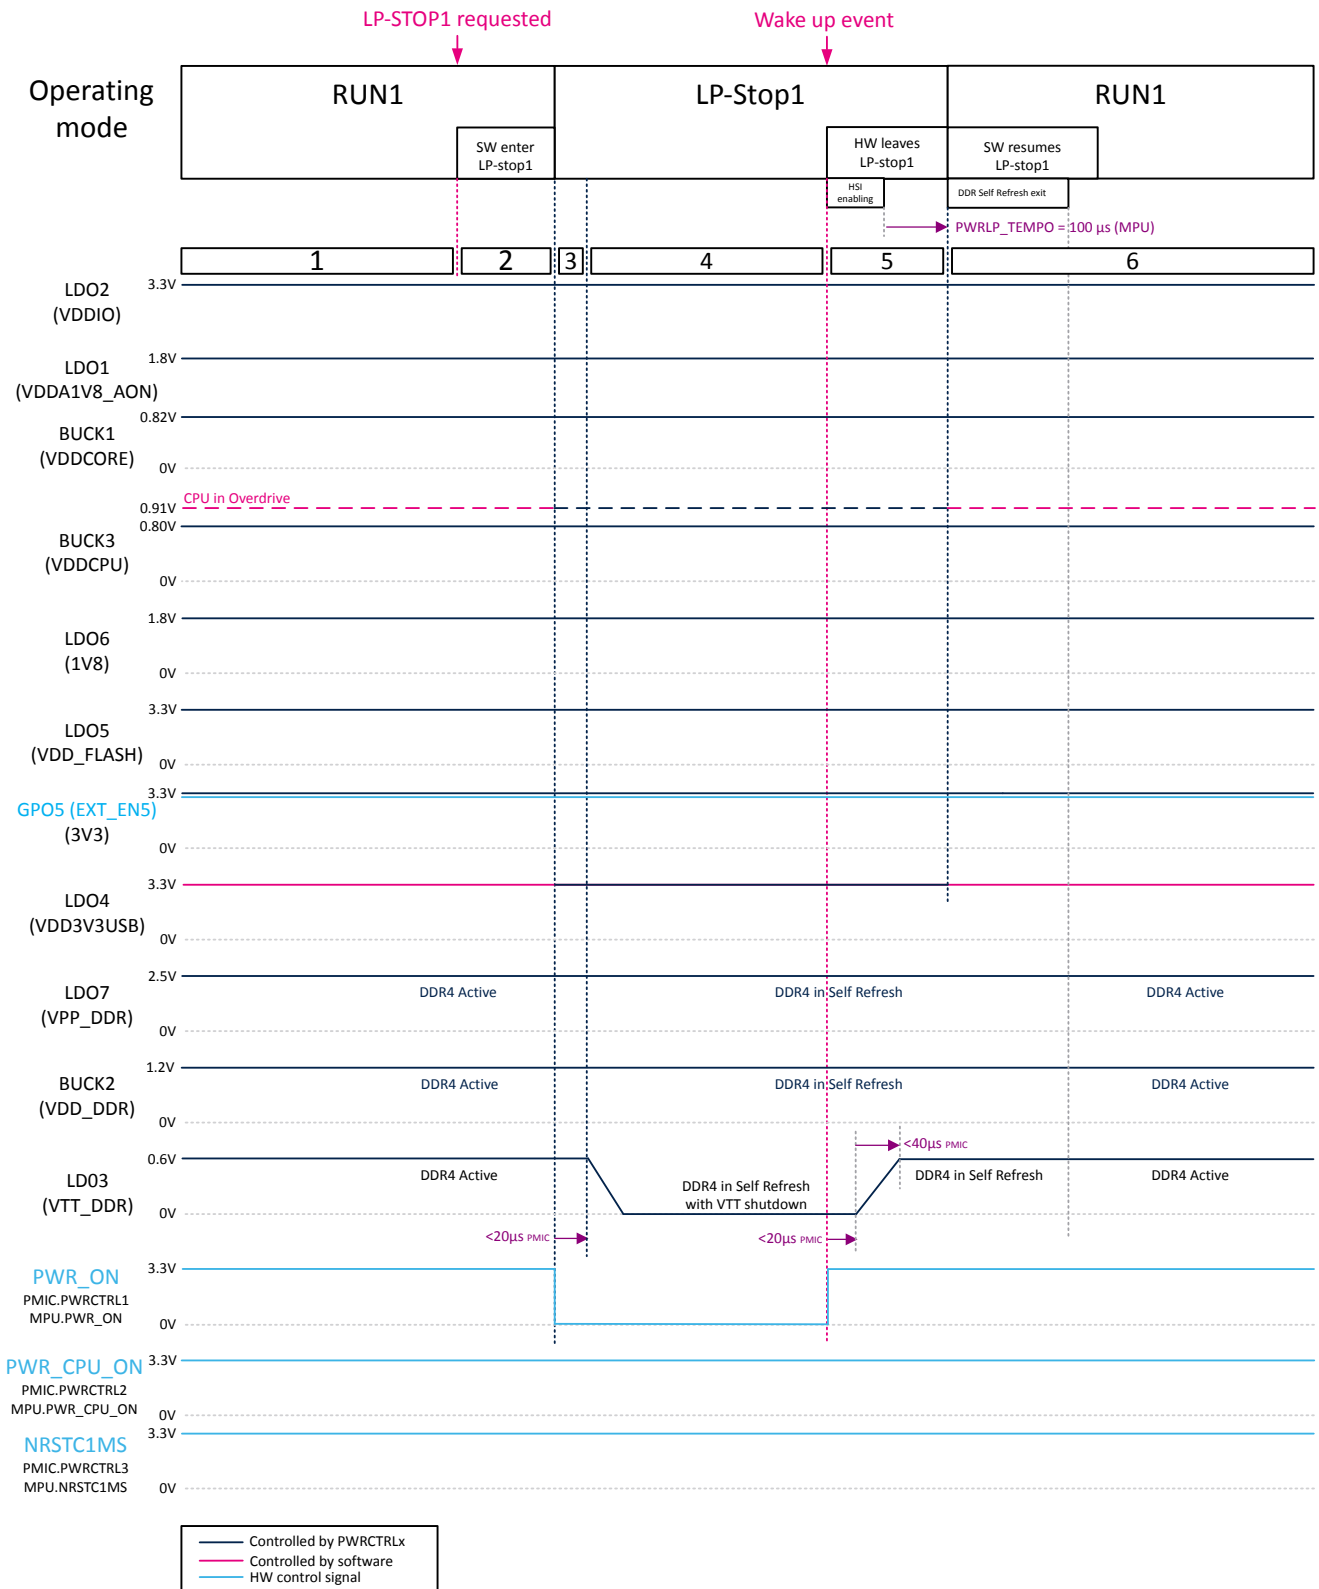 LP-STOP1 requested
Wake up event
Operating
mode
RUN1
LP-Stop1
RUN1
SW enter
LP-stop1
HW leaves
LP-stop1
SW resumes
LP-stop1
HSI
enabling
DDR Self Refresh exit
PWRLP_TEMPO = 100 µs (MPU)
1
2
3
4
5
6
LDO2
(VDDIO)
3.3V
LDO1
(VDDA1V8_AON)
1.8V
BUCK1
(VDDCORE)
0.82V
0V
CPU in Overdrive
0.91V
0.80V
BUCK3
(VDDCPU)
0V
1.8V
LDO6
(1V8)
0V
3.3V
LDO5
(VDD_FLASH)
0V
3.3V
GPO5 (EXT_EN5)
(3V3)
0V
3.3V
LDO4
(VDD3V3USB)
0V
2.5V
LDO7
(VPP_DDR)
DDR4 Active
DDR4 in Self Refresh
DDR4 Active
0V
1.2V
BUCK2
(VDD_DDR)
DDR4 Active
DDR4 in Self Refresh
DDR4 Active
0V
<40µs PMIC
0.6V
LD03
(VTT_DDR)
DDR4 Active
DDR4 in Self Refresh
with VTT shutdown
DDR4 in Self Refresh
DDR4 Active
0V
<20µs PMIC
<20µs PMIC
3.3V
PWR_ON
PMIC.PWRCTRL1
MPU.PWR_ON
0V
3.3V
PWR_CPU_ON
PMIC.PWRCTRL2
MPU.PWR_CPU_ON
0V
3.3V
NRSTC1MS
PMIC.PWRCTRL3
MPU.NRSTC1MS
0V
Controlled by PWRCTRLx
Controlled by software
HW control signal